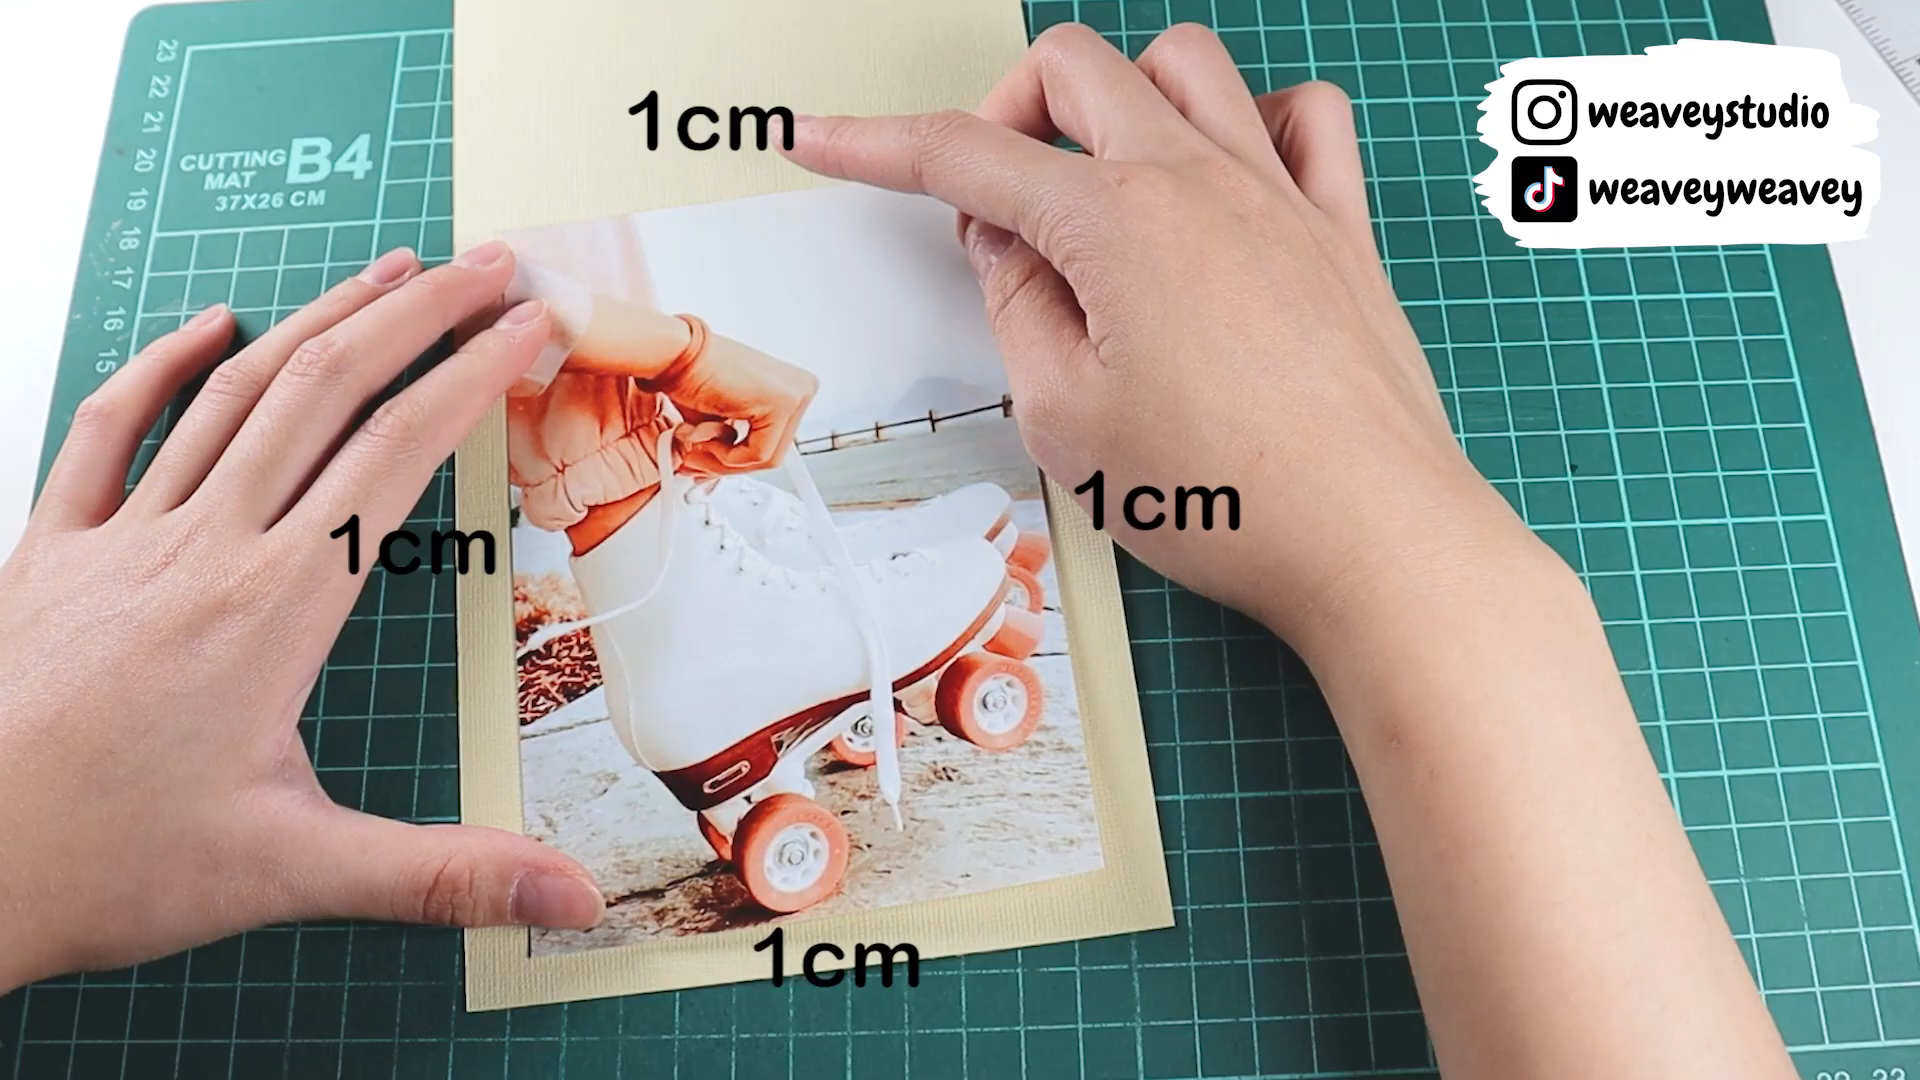 23
22
21
20
19
18
17
16
15
CUTTING
MAT
B4
37X26 CM
1cm
1cm
1cm
1cm
weaveystudio
weaveyweavey